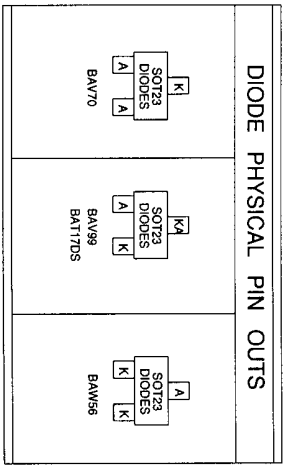 DIODE PHYSICAL PIN OUTS
K
SOT23
DIODES
A A
BAV70
KA
SOT23
DIODES
A K
BAV99
BAT17DS
A
SOT23
DIODES
K K
BAW56